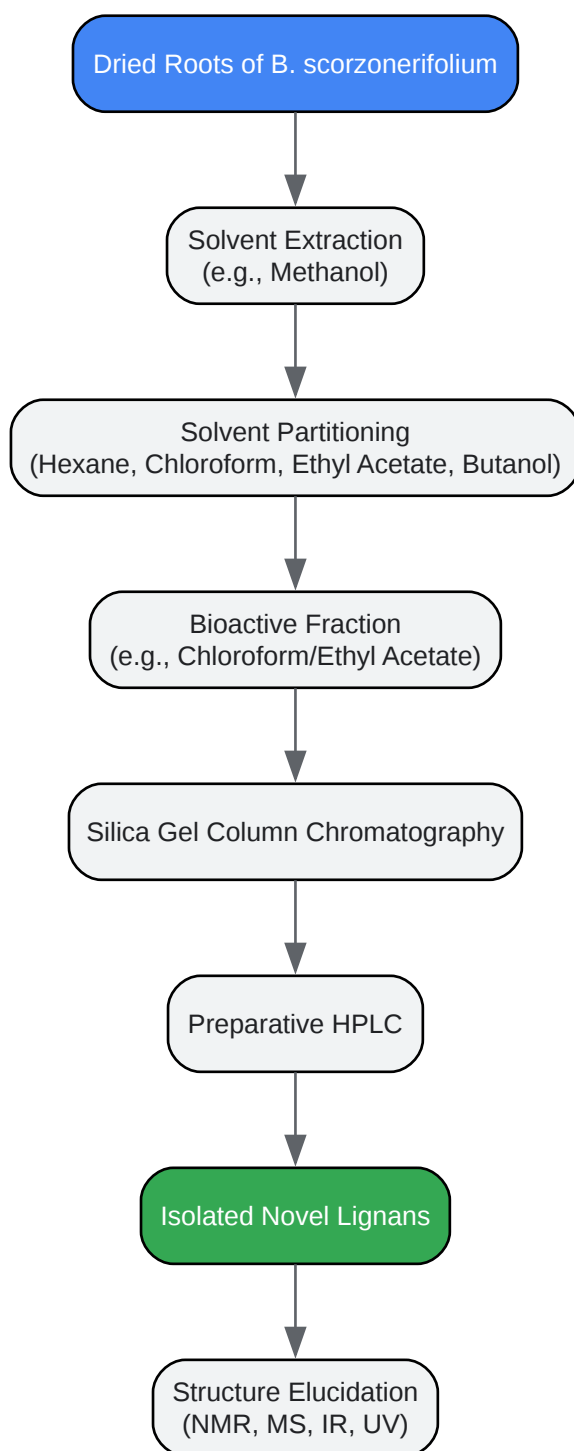 Dried Roots of B. scorzonerifolium
Solvent Extraction
(e.g., Methanol)
Solvent Partitioning
(Hexane, Chloroform, Ethyl Acetate, Butanol)
Bioactive Fraction
(e.g., Chloroform/Ethyl Acetate)
Silica Gel Column Chromatography
Preparative HPLC
Isolated Novel Lignans
Structure Elucidation
(NMR, MS, IR, UV)